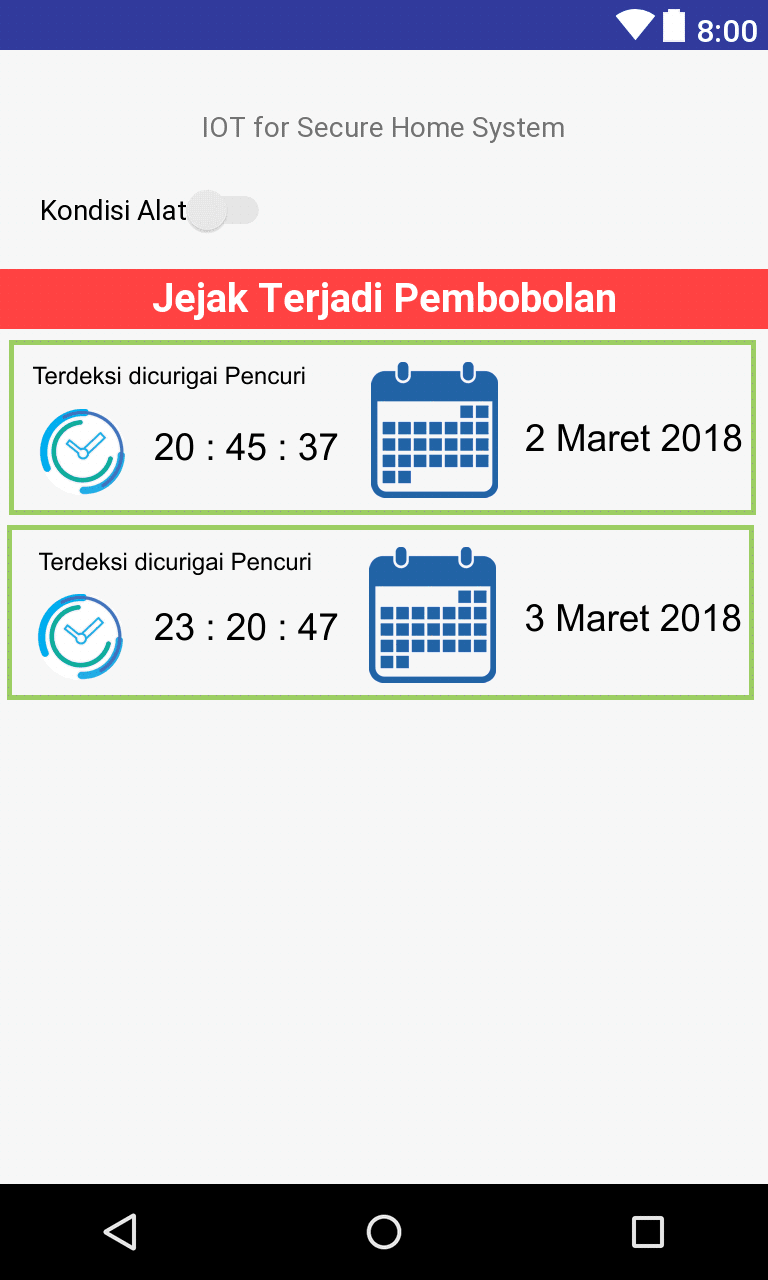 8:00
IOT for Secure Home System
Kondisi Alat
Jejak Terjadi Pembobolan
Terdeksi dicurigai Pencuri
20 : 45 : 37
2 Maret 2018
Terdeksi dicurigai Pencuri
23 : 20 : 47
3 Maret 2018